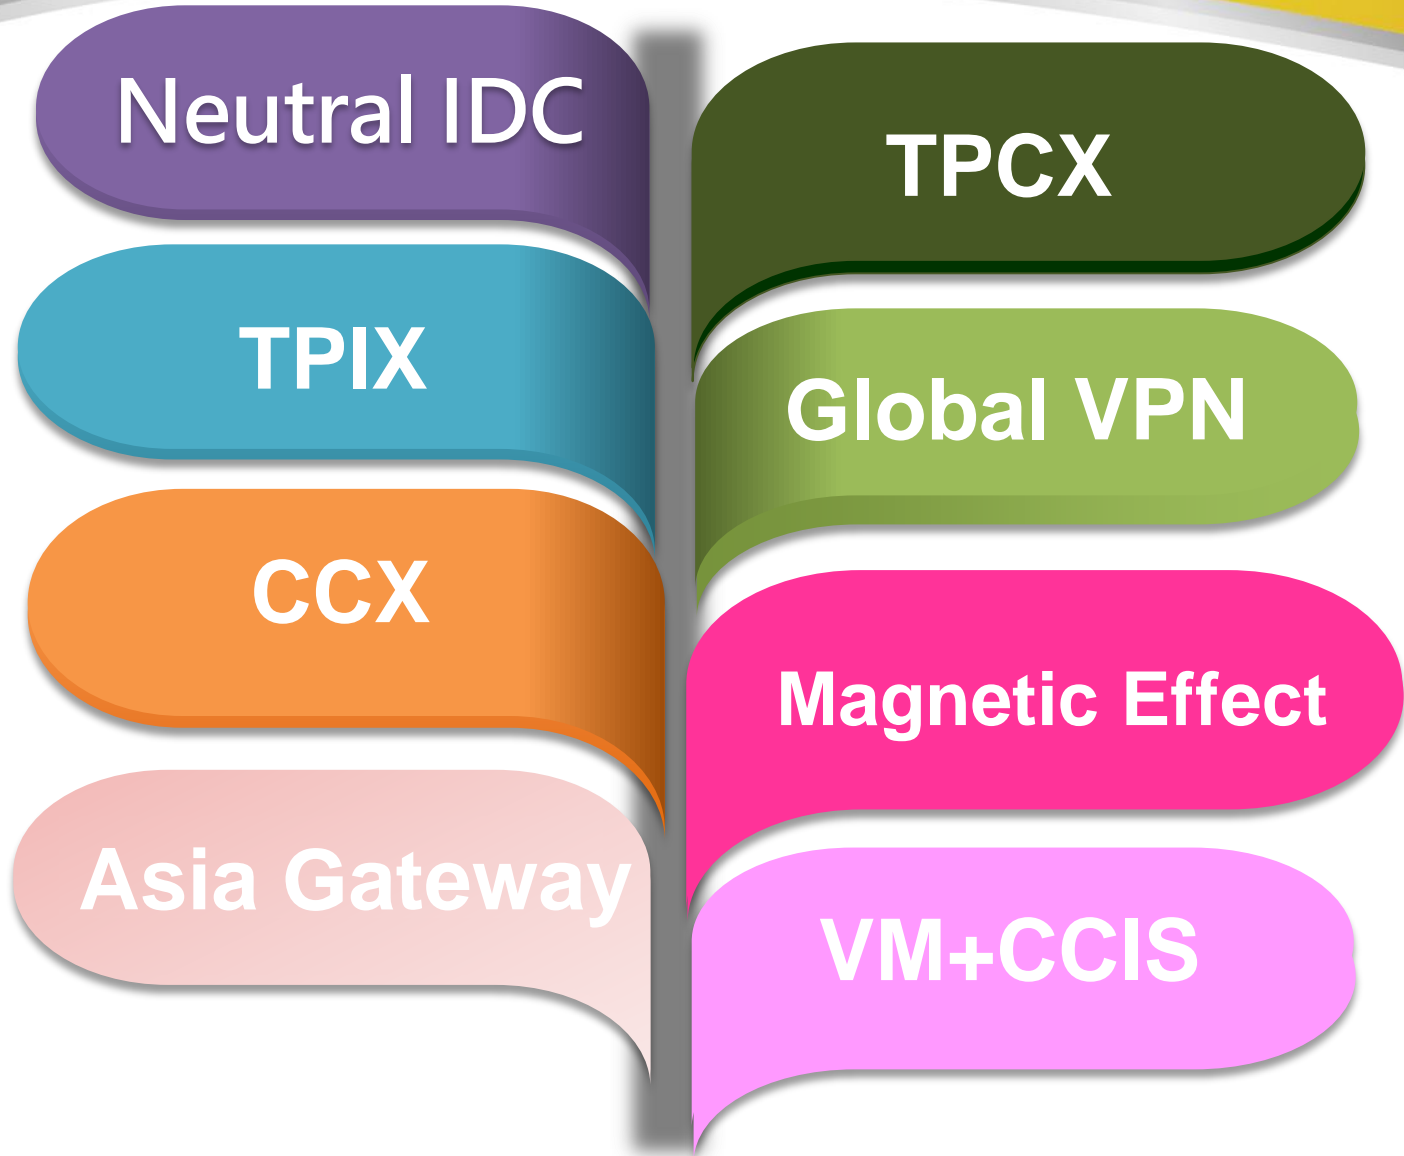 Neutral IDC
TPIX
CCX
Asia Gateway
TPCX
Global VPN
Magnetic Effect
VM+CCIS